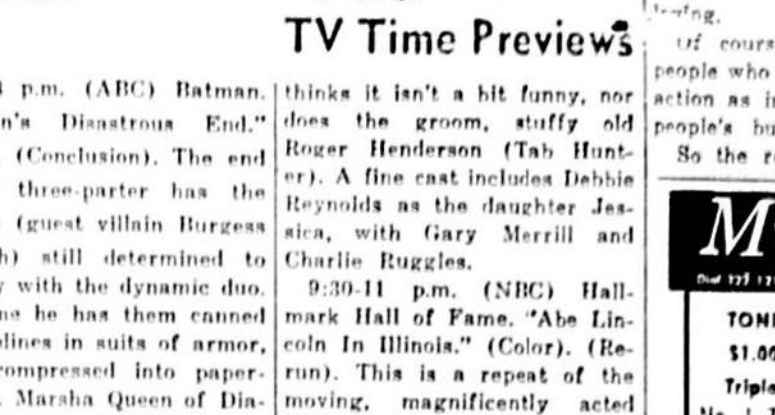 TV Time Previews
p.m. (ABC) Batman.
n's Disastrous End."
(Conclusion). The end
three-parter has the
(guest villain Burgess
h) still determined to
with the dynamic duo.
he has them canned
dines in suits of armor,
ompressed into paper-
Marsha Queen of Dia-
thinks it isn't a bit funny, nor
does the groom, stuffy old
Roger Henderson (Tab Hunt-
er). A fine cast includes Debbie
Reynolds as the daughter Jes-
sica, with Gary Merrill and
Charlie Ruggles.
9:30-11 p.m. (NBC) Hall-
mark Hall of Fame. "Abe Lin-
coln In Illinois." (Color). (Re-
run). This is a repeat of the
moving, magnificently acted
Of cours
people who
action as i
people's hu
So the r
M
TON
$1.00
Triple